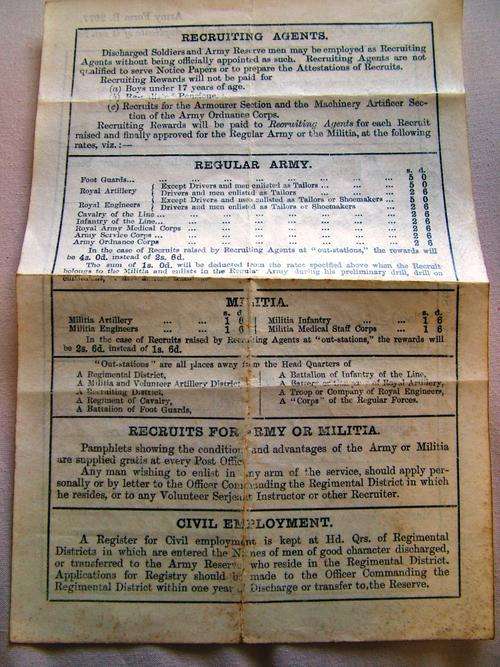 RECRUITING AGENTS.
Discharged Soldiers and Army Reserve men may be employed as Recruiting
Agents without being officially appointed as such. Recruiting Agents are not
qualified to serve Notice Papers or to prepare the Attestations of Recruits.
Recruiting Rewards will not be paid for
(a) Boys under 17 years of age.
(c) Recruits for the Armourer Section and the Machinery Artificer Sec-
tion of the Army Ordnance Corps.
Recruiting Rewards will be paid to Recruiting Agents for each Recruit
raised and finally approved for the Regular Army or the Militia, at the following
rates, viz. :—
REGULAR ARMY.
s. d.
Foot Guards... ... ... ... ... ... ... 5 0
Royal Artillery { Except Drivers and men enlisted as Tailors ... ... ... 5 0
Drivers and men enlisted as Tailors ... ... ... 2 6
Royal Engineers { Except Drivers and men enlisted as Tailors or Shoemakers ... 5 0
Drivers and men enlisted as Tailors or Shoemakers ... 2 6
Cavalry of the Line ... ... ... ... ... ... 2 6
Infantry of the Line... ... ... ... ... ... 2 6
Royal Army Medical Corps ... ... ... ... ... 2 6
Army Service Corps ... ... ... ... ... ... 2 6
Army Ordnance Corps ... ... ... ... ... 2 6
In the case of Recruits raised by Recruiting Agents at "out-stations," the rewards will
be 4s. 0d. instead of 2s. 6d.
The sum of 1s. 0d. will be deducted from the rates specified above when the Recruit
belongs to the Militia and enlists in the Regular Army during his preliminary drill, drill on
MILITIA.
s. d. s. d.
Militia Artillery ... ... 1 6 Militia Infantry ... ... 1 6
Militia Engineers ... ... 1 6 Militia Medical Staff Corps ... 1 6
In the case of Recruits raised by Recruiting Agents at "out-stations," the rewards will
be 2s. 6d. instead of 1s. 6d.
"Out-stations" are all places away from the Head Quarters of
A Regimental District, A Battalion of Infantry of the Line,
A Militia and Volunteer Artillery District, A Battery or Company of Royal Artillery,
A Recruiting District, A Troop or Company of Royal Engineers,
A Regiment of Cavalry, A "Corps" of the Regular Forces.
A Battalion of Foot Guards,
RECRUITS FOR ARMY OR MILITIA.
Pamphlets showing the conditions and advantages of the Army or Militia
are supplied gratis at every Post Office
Any man wishing to enlist in any arm of the service, should apply per-
sonally or by letter to the Officer Commanding the Regimental District in which
he resides, or to any Volunteer Serjeant Instructor or other Recruiter.
CIVIL EMPLOYMENT.
A Register for Civil employment is kept at Hd. Qrs. of Regimental
Districts in which are entered the Names of men of good character discharged,
or transferred to the Army Reserve, who reside in the Regimental District.
Applications for Registry should be made to the Officer Commanding the
Regimental District within one year of Discharge or transfer to the Reserve.